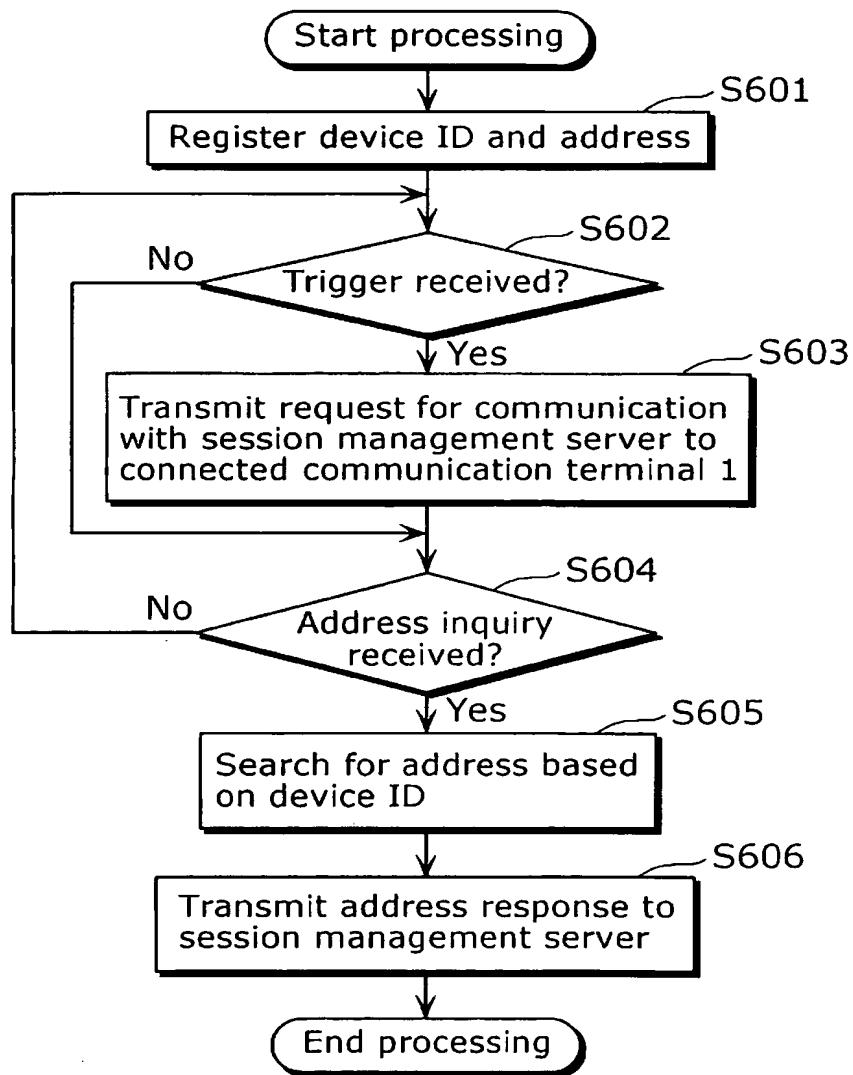 Start processing
S601
Register device ID and address
S602
No
Trigger received?
Yes
S603
Transmit request for communication
with session management server to
connected communication terminal 1
S604
No
Address inquiry
received?
Yes
S605
Search for address based
on device ID
S606
Transmit address response to
session management server
End processing